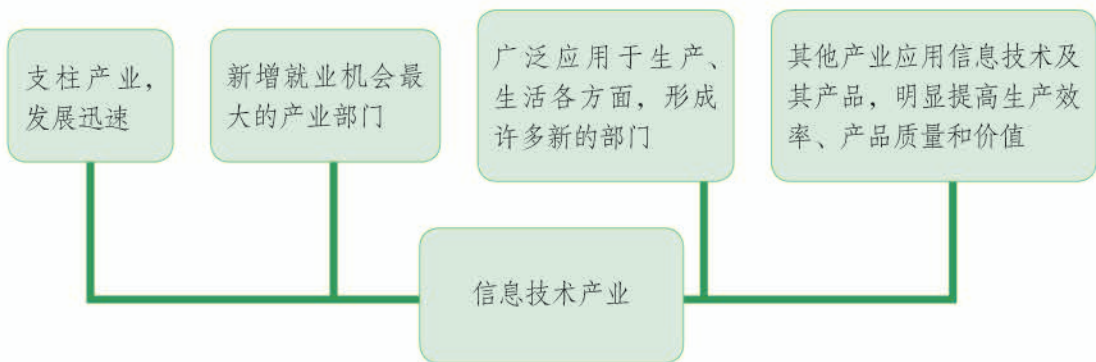 支柱产业，
发展迅速
新增就业机会最
大的产业部门
广泛应用于生产、
生活各方面，形成
许多新的部门
其他产业应用信息技术及
其产品，明显提高生产效
率、产品质量和价值
信息技术产业